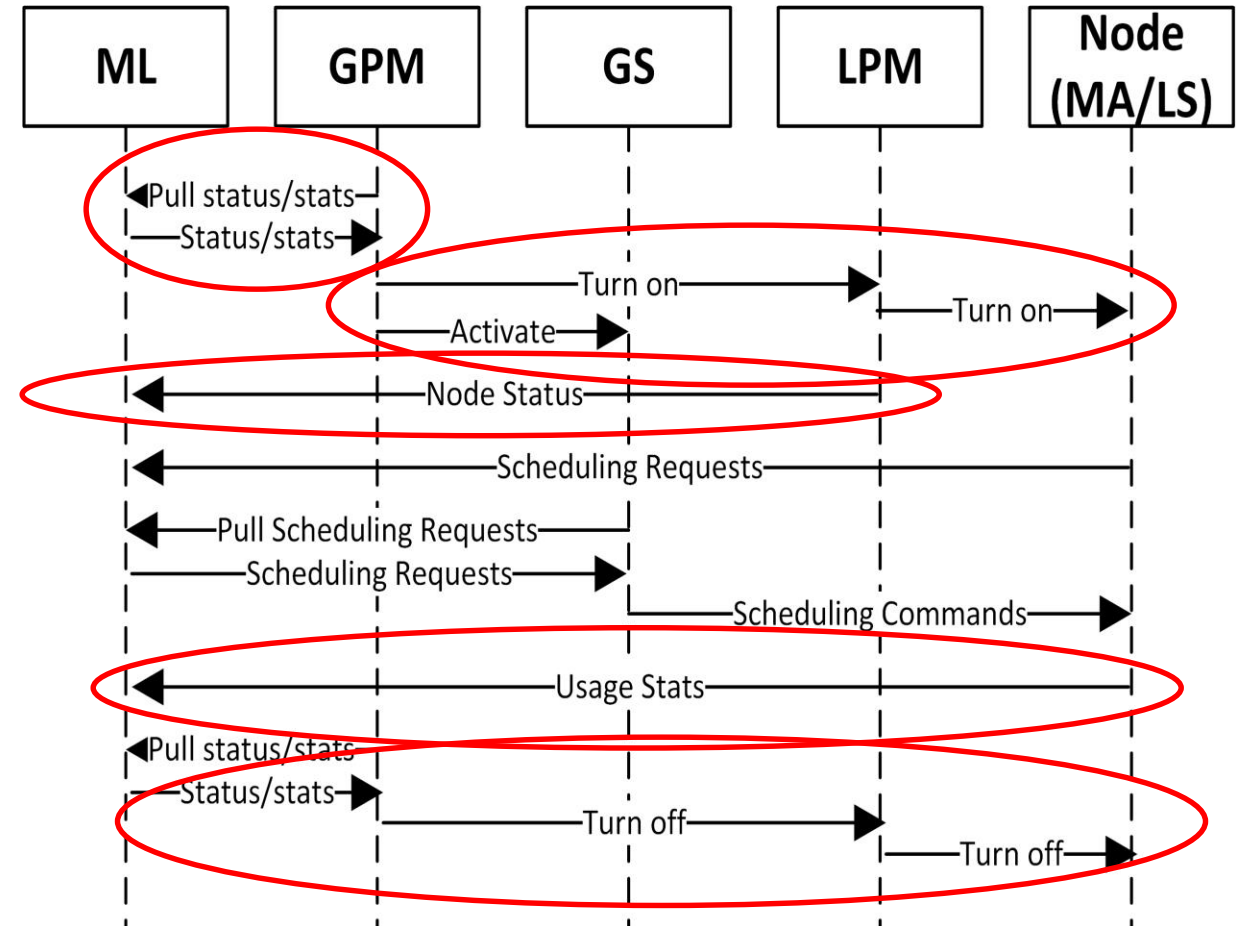 ML
GPM
GS
LPM
Node
(MA/LS)
Pull status/stats
Status/stats
Turn on
Turn on
Activate
Node Status
Scheduling Requests
Pull Scheduling Requests
Scheduling Requests
Scheduling Commands
Usage Stats
Pull status/stats
Status/stats
Turn off
Turn off